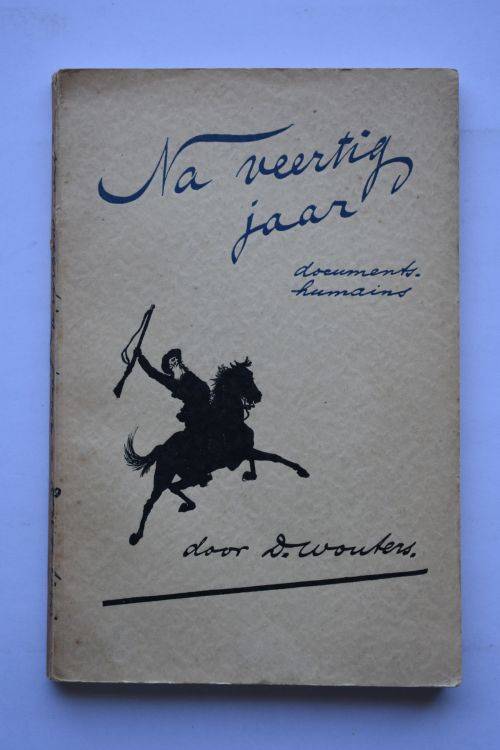 Na veertig
jaar
documents-
humains
door D. Wouters.